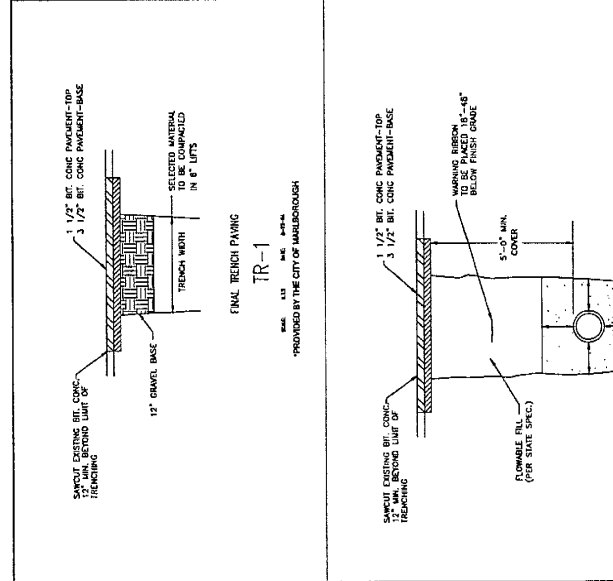 SAWCUT EXISTING BIT. CONC.
12" MIN. BEYOND LIMIT OF
TRENCHING
1 1/2" BIT. CONC PAVEMENT-TOP
3 1/2" BIT. CONC PAVEMENT-BASE
12" GRAVEL BASE
TRENCH WIDTH
SELECTED MATERIAL
TO BE COMPACTED
IN 6" LIFTS
FINAL TRENCH PAVING
TR-1
*PROVIDED BY THE CITY OF MARLBOROUGH
SAWCUT EXISTING BIT. CONC.
12" MIN. BEYOND LIMIT OF
TRENCHING
1 1/2" BIT. CONC PAVEMENT-TOP
3 1/2" BIT. CONC PAVEMENT-BASE
WARNING RIBBON
TO BE PLACED 18"-48"
BELOW FINISH GRADE
5'-0" MIN.
COVER
FLOWABLE FILL
(PER STATE SPEC.)